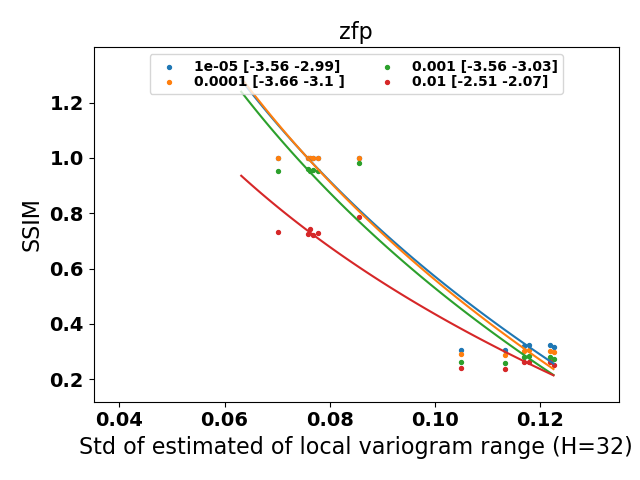 zfp
1e-05 [-3.56 -2.99]
0.0001 [-3.66 -3.1 ]
0.001 [-3.56 -3.03]
0.01 [-2.51 -2.07]
SSIM
1.2
1.0
0.8
0.6
0.4
0.2
0.04 0.06 0.08 0.10 0.12
Std of estimated of local variogram range (H=32)